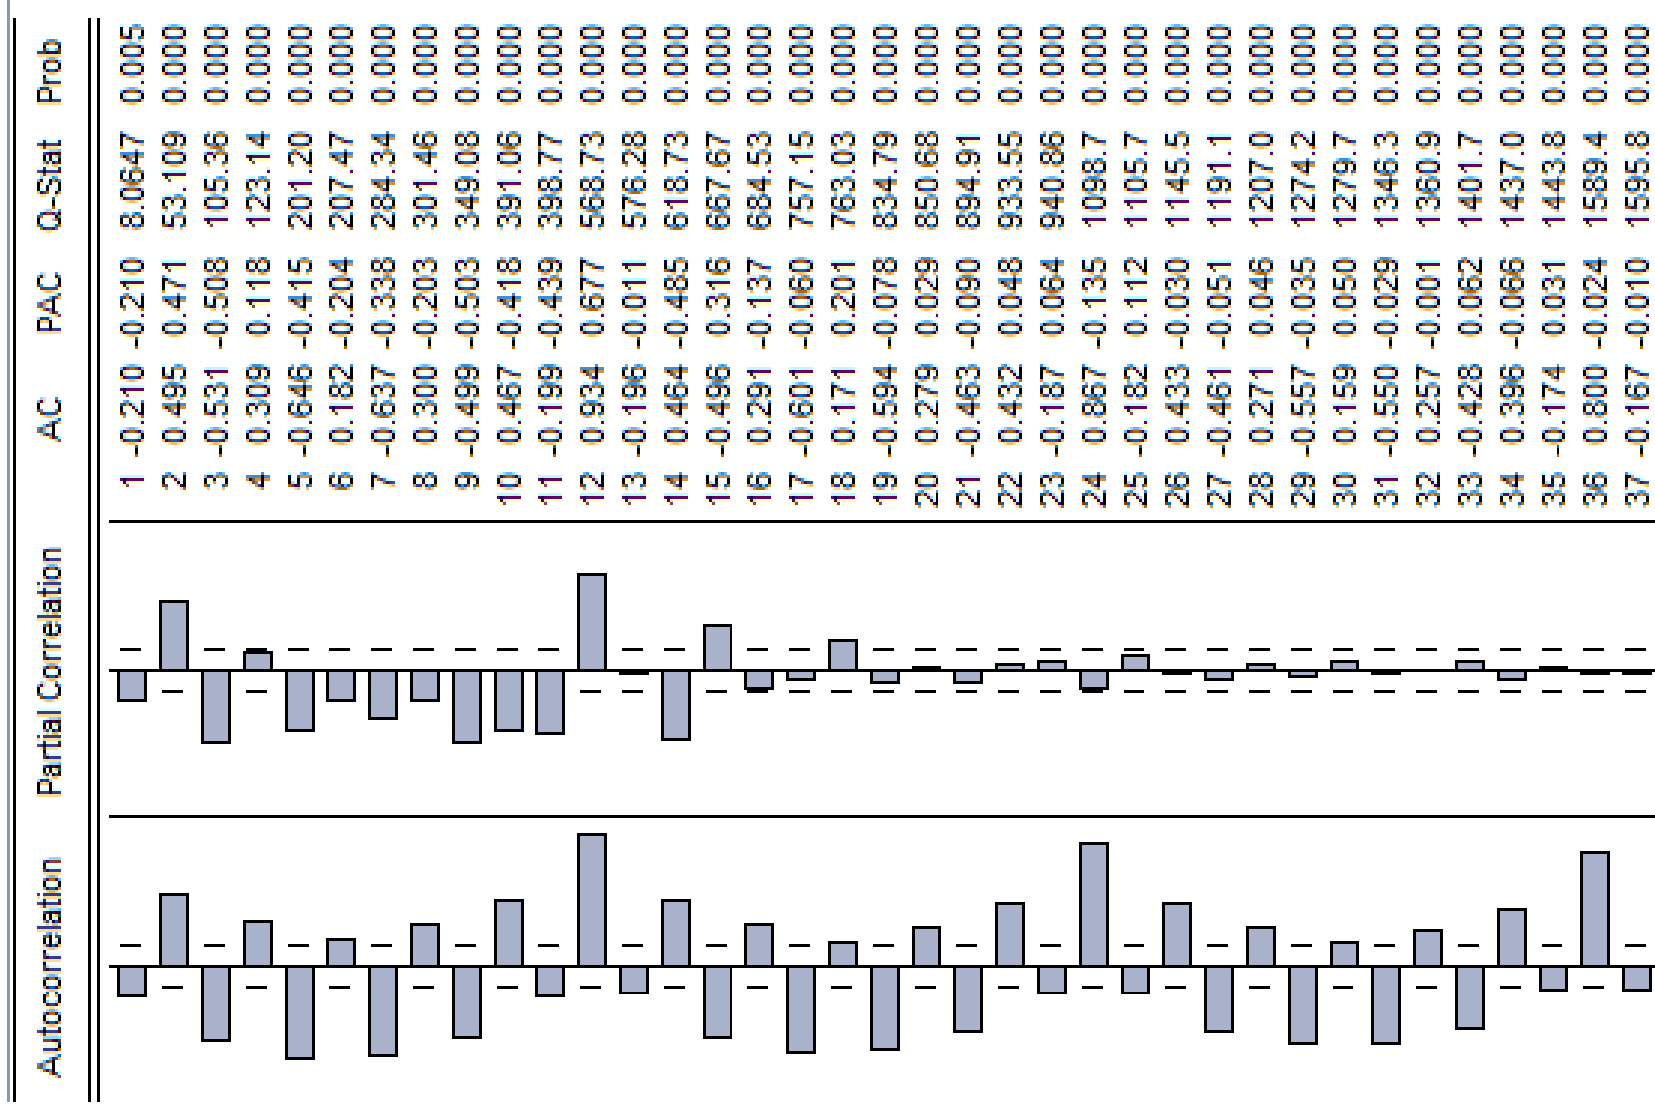 Autocorrelation Partial Correlation AC PAC Q-Stat Prob
1 -0.210 -0.210 8.0647 0.005
2 0.495 0.471 53.109 0.000
3 -0.531 -0.508 105.36 0.000
4 0.309 0.118 123.14 0.000
5 -0.646 -0.415 201.20 0.000
6 0.182 -0.204 207.47 0.000
7 -0.637 -0.338 284.34 0.000
8 0.300 -0.203 301.46 0.000
9 -0.499 -0.503 349.08 0.000
10 0.467 -0.418 391.06 0.000
11 -0.199 -0.439 398.77 0.000
12 0.934 0.677 568.73 0.000
13 -0.196 -0.011 576.28 0.000
14 0.464 -0.485 618.73 0.000
15 -0.496 0.316 667.67 0.000
16 0.291 -0.137 684.53 0.000
17 -0.601 -0.060 757.15 0.000
18 0.171 0.201 763.03 0.000
19 -0.594 -0.078 834.79 0.000
20 0.279 0.029 850.68 0.000
21 -0.463 -0.090 894.91 0.000
22 0.432 0.048 933.55 0.000
23 -0.187 0.064 940.86 0.000
24 0.867 -0.135 1098.7 0.000
25 -0.182 0.112 1105.7 0.000
26 0.433 -0.030 1145.5 0.000
27 -0.461 -0.051 1191.1 0.000
28 0.271 0.046 1207.0 0.000
29 -0.557 -0.035 1274.2 0.000
30 0.159 0.050 1279.7 0.000
31 -0.550 -0.029 1346.3 0.000
32 0.257 -0.001 1360.9 0.000
33 -0.428 0.062 1401.7 0.000
34 0.396 -0.066 1437.0 0.000
35 -0.174 0.031 1443.8 0.000
36 0.800 -0.024 1589.4 0.000
37 -0.167 -0.010 1595.8 0.000